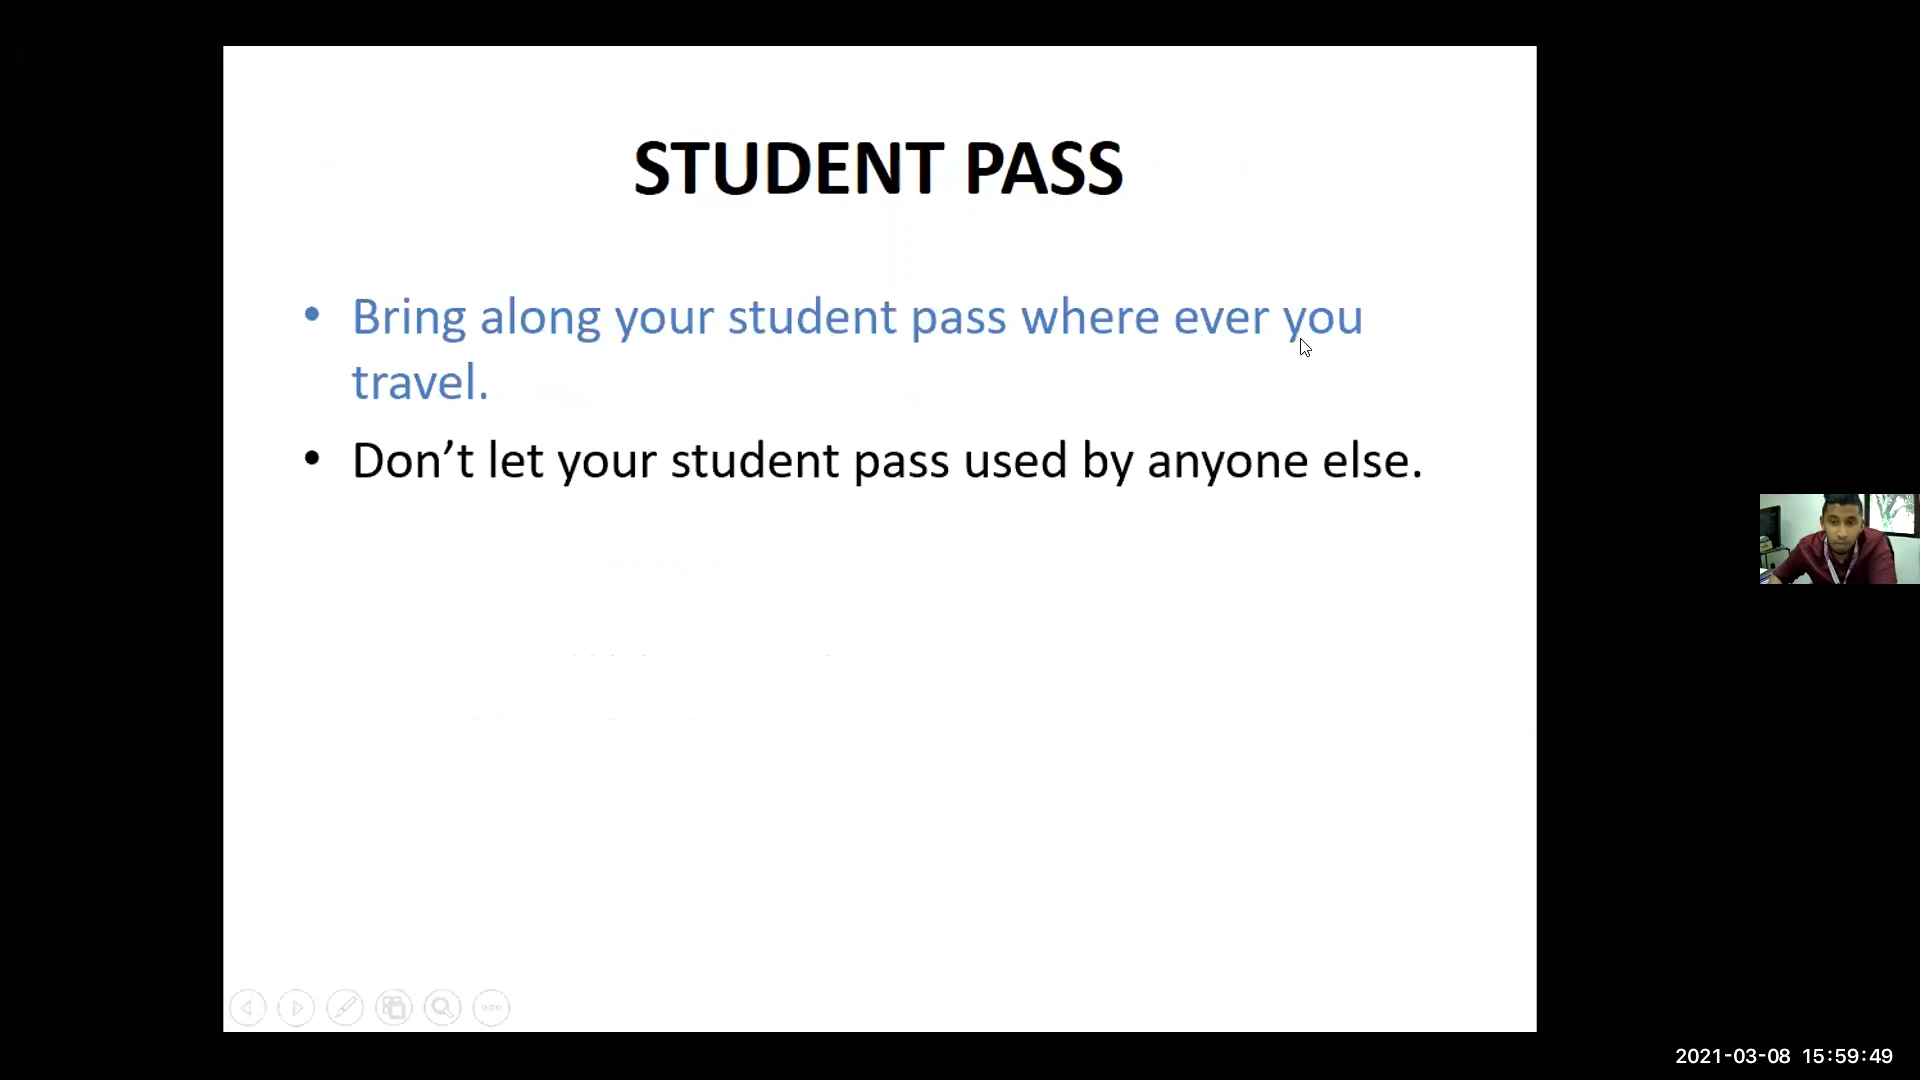 STUDENT PASS
• Bring along your student pass where ever you
travel.
• Don’t let your student pass used by anyone else.
2021-03-08 15:59:49